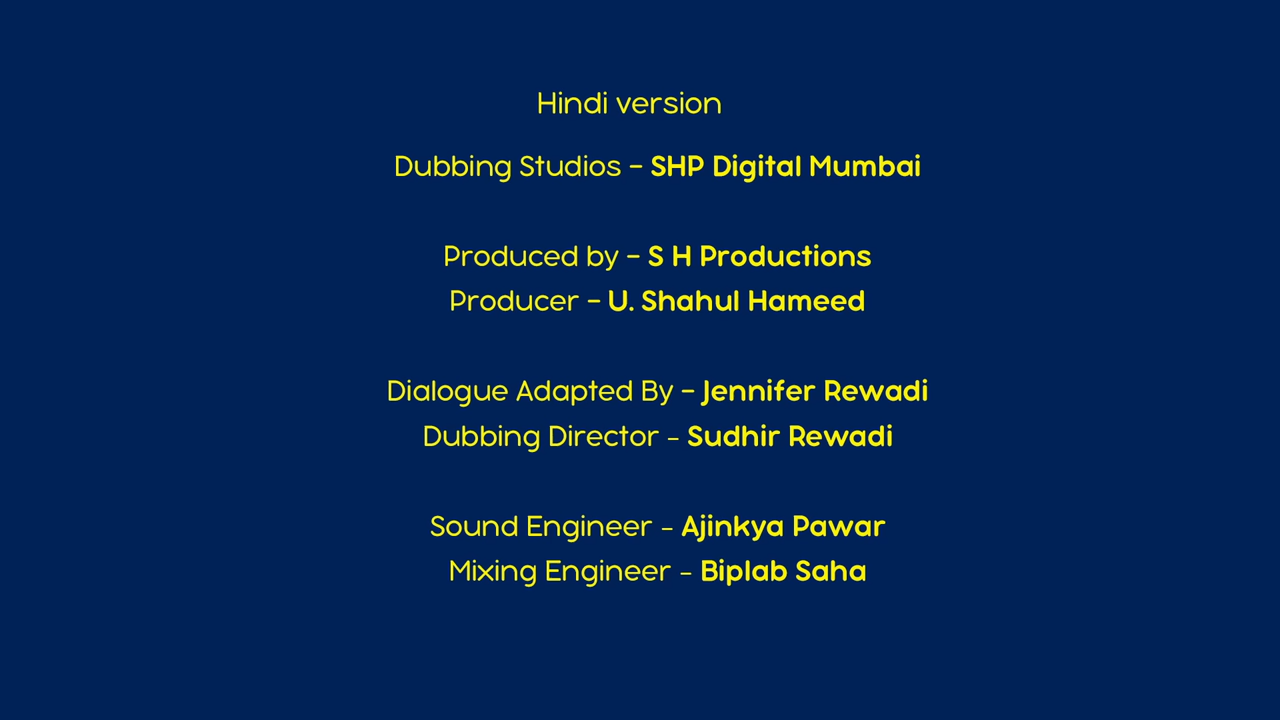 Hindi version
Dubbing Studios - SHP Digital Mumbai
Produced by - S H Productions
Producer - U. Shahul Hameed
Dialogue Adapted By - Jennifer Rewadi
Dubbing Director - Sudhir Rewadi
Sound Engineer - Ajinkya Pawar
Mixing Engineer - Biplab Saha